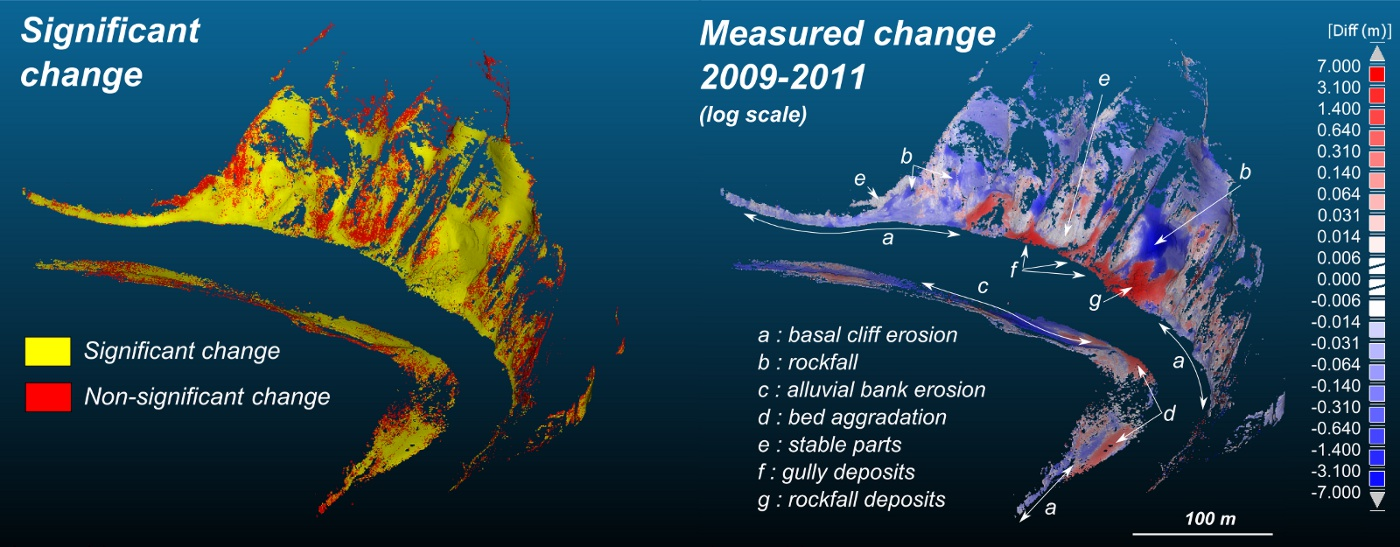 Significant
change
Significant change
Non-significant change
Measured change
2009-2011
(log scale)
e
b
e
b
a
f
c
g
a
d
a
a : basal cliff erosion
b : rockfall
c : alluvial bank erosion
d : bed aggradation
e : stable parts
f : gully deposits
g : rockfall deposits
100 m
[Diff (m)]
7.000
3.100
1.400
0.640
0.310
0.140
0.064
0.031
0.014
0.006
0.000
-0.006
-0.014
-0.031
-0.064
-0.140
-0.310
-0.640
-1.400
-3.100
-7.000